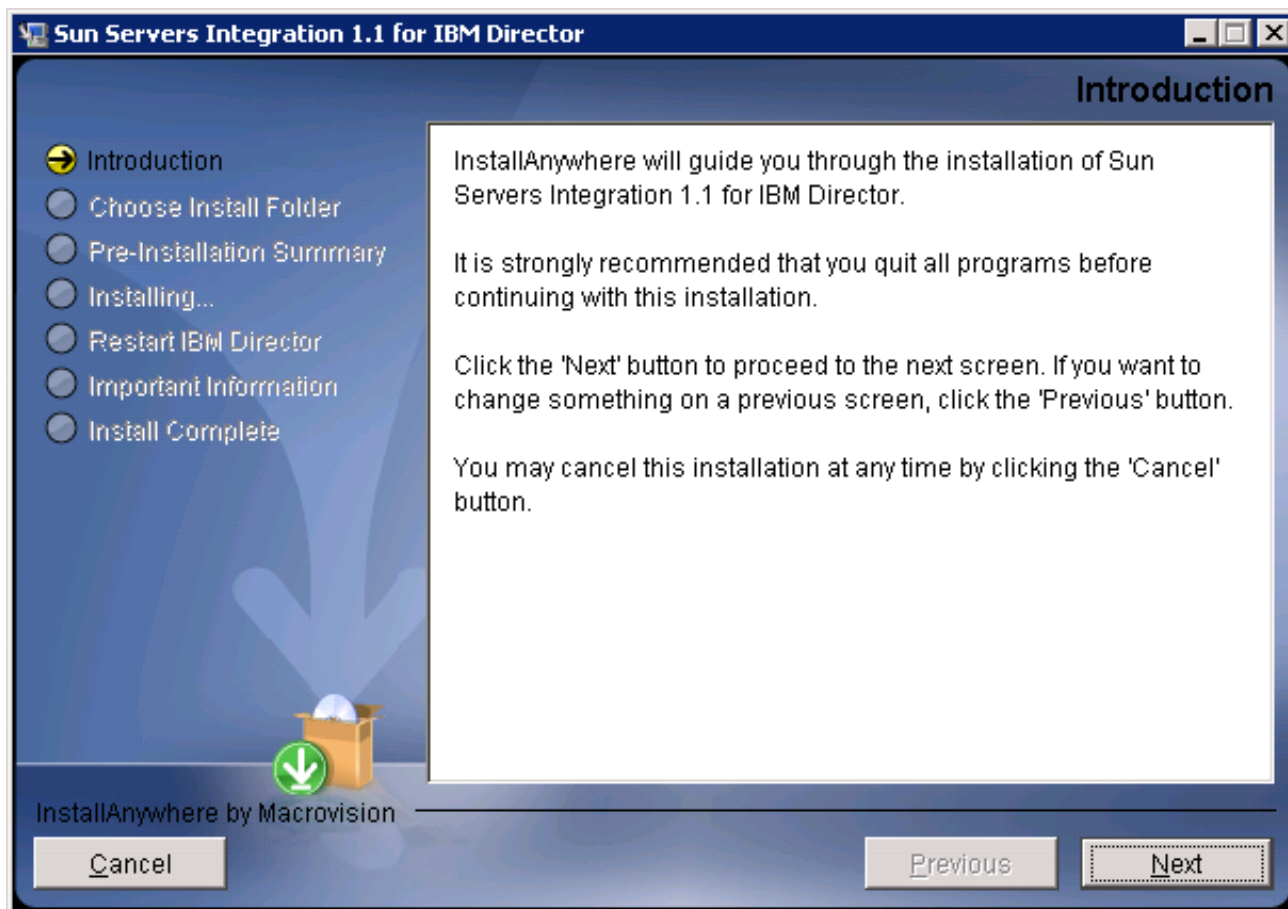 Sun Servers Integration 1.1 for IBM Director
Introduction
Introduction
Choose Install Folder
Pre-Installation Summary
Installing...
Restart IBM Director
Important Information
Install Complete
InstallAnywhere will guide you through the installation of Sun
Servers Integration 1.1 for IBM Director.
It is strongly recommended that you quit all programs before
continuing with this installation.
Click the 'Next' button to proceed to the next screen. If you want to
change something on a previous screen, click the 'Previous' button.
You may cancel this installation at any time by clicking the 'Cancel'
button.
InstallAnywhere by Macrovision
Cancel
Previous
Next